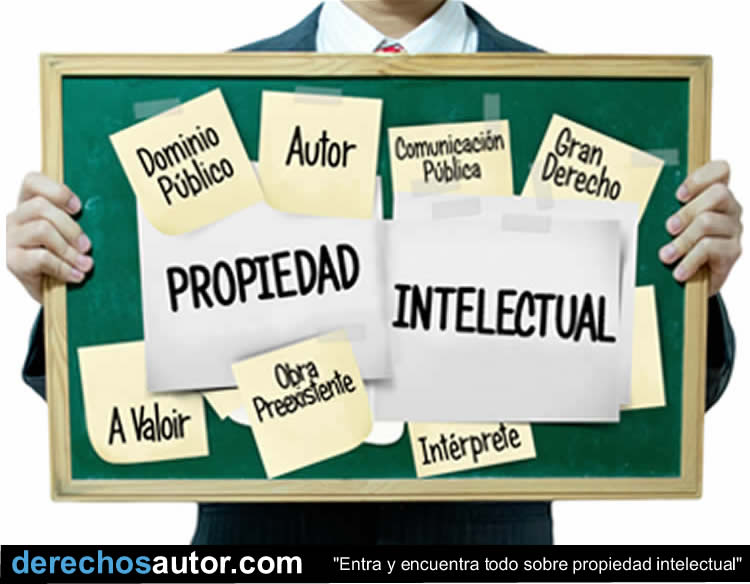 Dominio
Público
Autor
Comunicación
Pública
Gran
Derecho
PROPIEDAD
INTELECTUAL
A Valoir
Obra
Preexistente
Intérprete
derechosautor.com
"Entra y encuentra todo sobre propiedad intelectual"